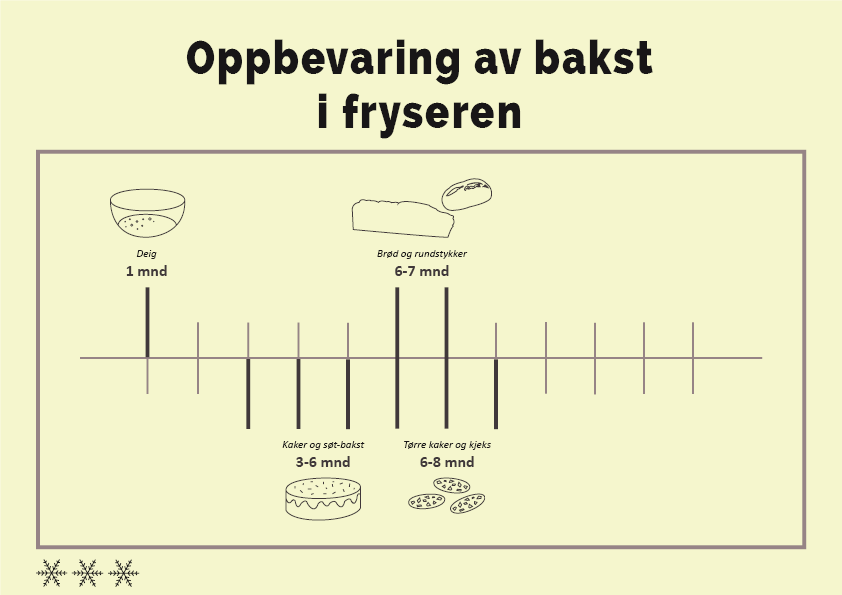 Oppbevaring av bakst
i fryseren
Deig
1 mnd
Brød og rundstykker
6-7 mnd
Kaker og søt-bakst
3-6 mnd
Tørre kaker og kjeks
6-8 mnd